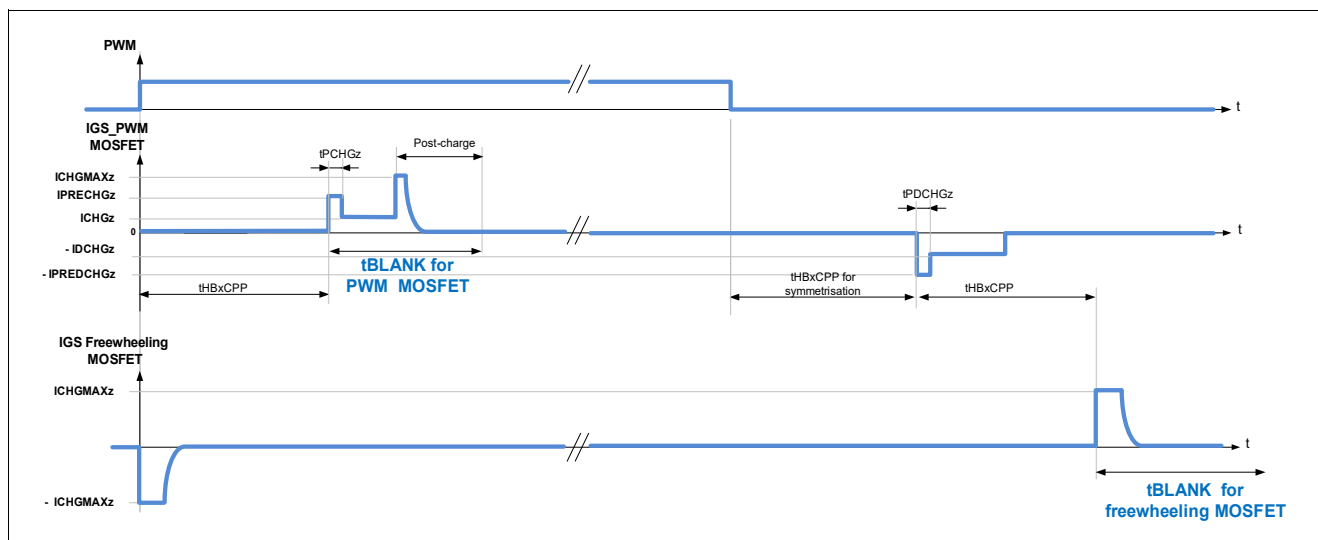 PWM
t
IGS_PWM
MOSFET
tPCHGz
Post-charge
ICHGMAXz
IPRECHGz
ICHGz
0
tPDCHGz
t
- IDCHGz
- IPREDCHGz
tBLANK for
PWM MOSFET
tHBxCPP
tHBxCPP for
symmetrisation
tHBxCPP
IGS Freewheeling
MOSFET
ICHGMAXz
t
- ICHGMAXz
tBLANK for
freewheeling MOSFET